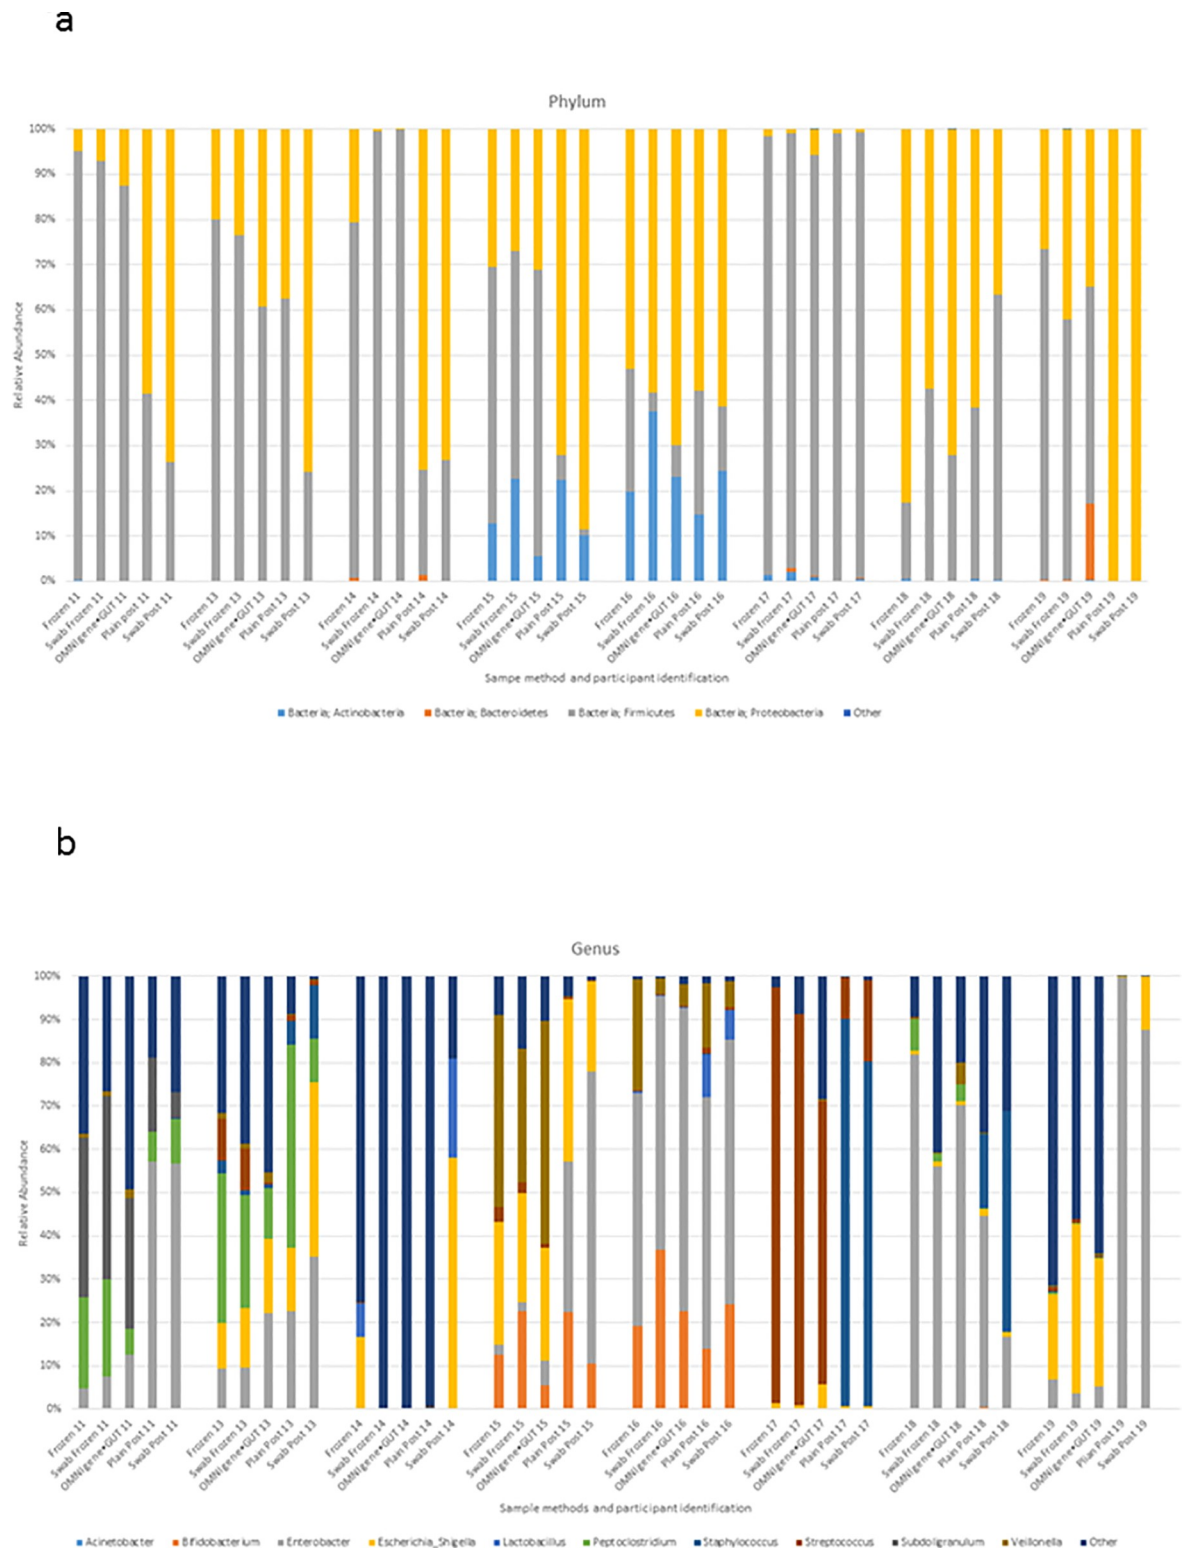 a
Phylum
100%
90%
80%
70%
60%
50%
40%
30%
20%
10%
0%
Relative Abundance
Frozen 11
Swab Frozen 11
OMNIgene•GUT 11
Plain Post 11
Swab Post 11
Frozen 13
Swab Frozen 13
OMNIgene•GUT 13
Plain Post 13
Swab Post 13
Frozen 14
Swab Frozen 14
OMNIgene•GUT 14
Plain Post 14
Swab Post 14
Frozen 15
Swab Frozen 15
OMNIgene•GUT 15
Plain Post 15
Swab Post 15
Frozen 16
Swab Frozen 16
OMNIgene•GUT 16
Plain Post 16
Swab Post 16
Frozen 17
Swab frozen 17
OMNIgene•GUT 17
Plain post 17
Swab Post 17
Frozen 18
Swab Frozen 18
OMNIgene•GUT 18
Plain Post 18
Swab Post 18
Frozen 19
Swab Frozen 19
OMNIgene•GUT 19
Plain Post 19
Swab Post 19
Sampe method and participant identification
Bacteria; Actinobacteria Bacteria; Bacteroidetes Bacteria; Firmicutes Bacteria; Proteobacteria Other
b
Genus
100%
90%
80%
70%
60%
50%
40%
30%
20%
10%
0%
Relative Abundance
Frozen 11
Swab Frozen 11
OMNIgene•GUT 11
Plain Post 11
Swab Post 11
Frozen 13
Swab Frozen 13
OMNIgene•GUT 13
Plain Post 13
Swab Post 13
Frozen 14
Swab Frozen 14
OMNIgene•GUT 14
Plain Post 14
Swab Post 14
Frozen 15
Swab Frozen 15
OMNIgene•GUT 15
Plain Post 15
Swab Post 15
Frozen 16
Swab Frozen 16
OMNIgene•GUT 16
Plain Post 16
Swab Post 16
Frozen 17
Swab Frozen 17
OMNIgene•GUT 17
Plain Post 17
Swab Post 17
Frozen 18
Swab Frozen 18
OMNIgene•GUT 18
Plain Post 18
Swab Post 18
Frozen 19
Swab Frozen 19
OMNIgene•GUT 19
Plain Post 19
Swab Post 19
Sample methods and participant identification
Acinetobacter Bifidobacterium Enterobacter Escherichia_Shigella Lactobacillus Peptoclostridium Staphylococcus Streptococcus Subdoligranulum Veillonella Other